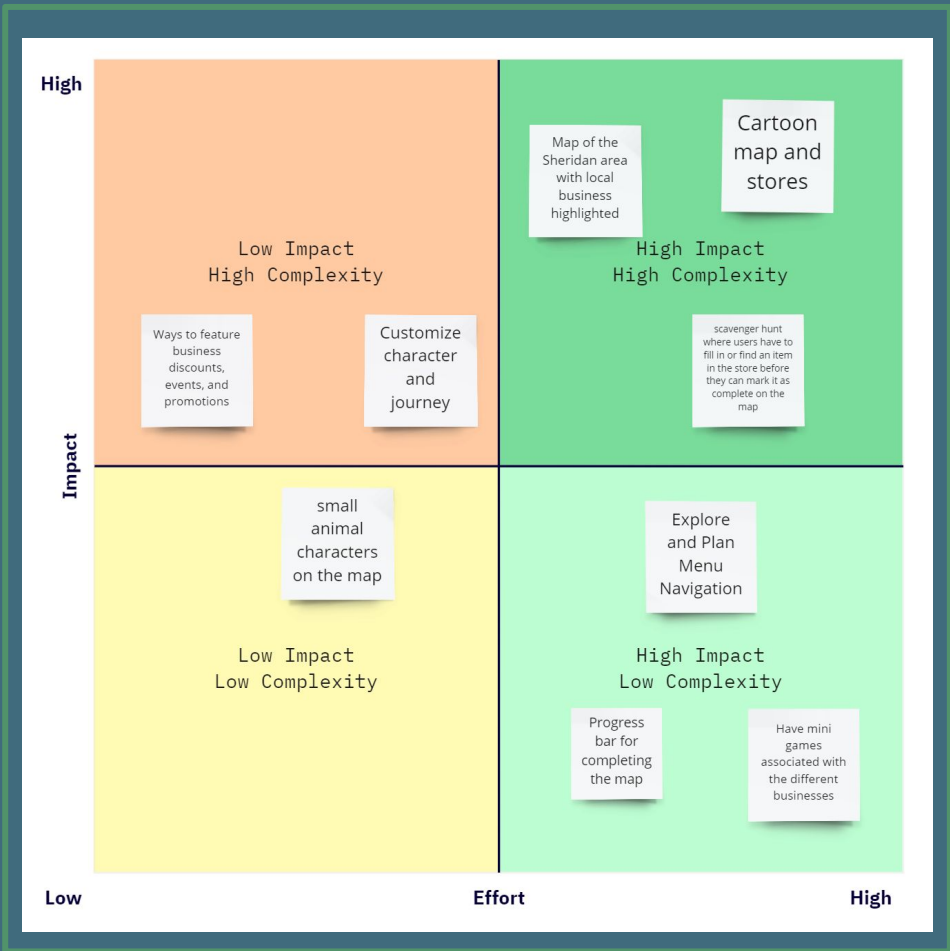 High
Map of the
Sheridan area
with local
business
highlighted
Cartoon
map and
stores
Low Impact
High Complexity
High Impact
High Complexity
Ways to feature
business
discounts,
events, and
promotions
Customize
character
and
journey
scavenger hunt
where users have to
fill in or find an item
in the store before
they can mark it as
complete on the
map
Impact
small
animal
characters
on the map
Explore
and Plan
Menu
Navigation
Low Impact
Low Complexity
High Impact
Low Complexity
Progress
bar for
completing
the map
Have mini
games
associated with
the different
businesses
Low
Effort
High